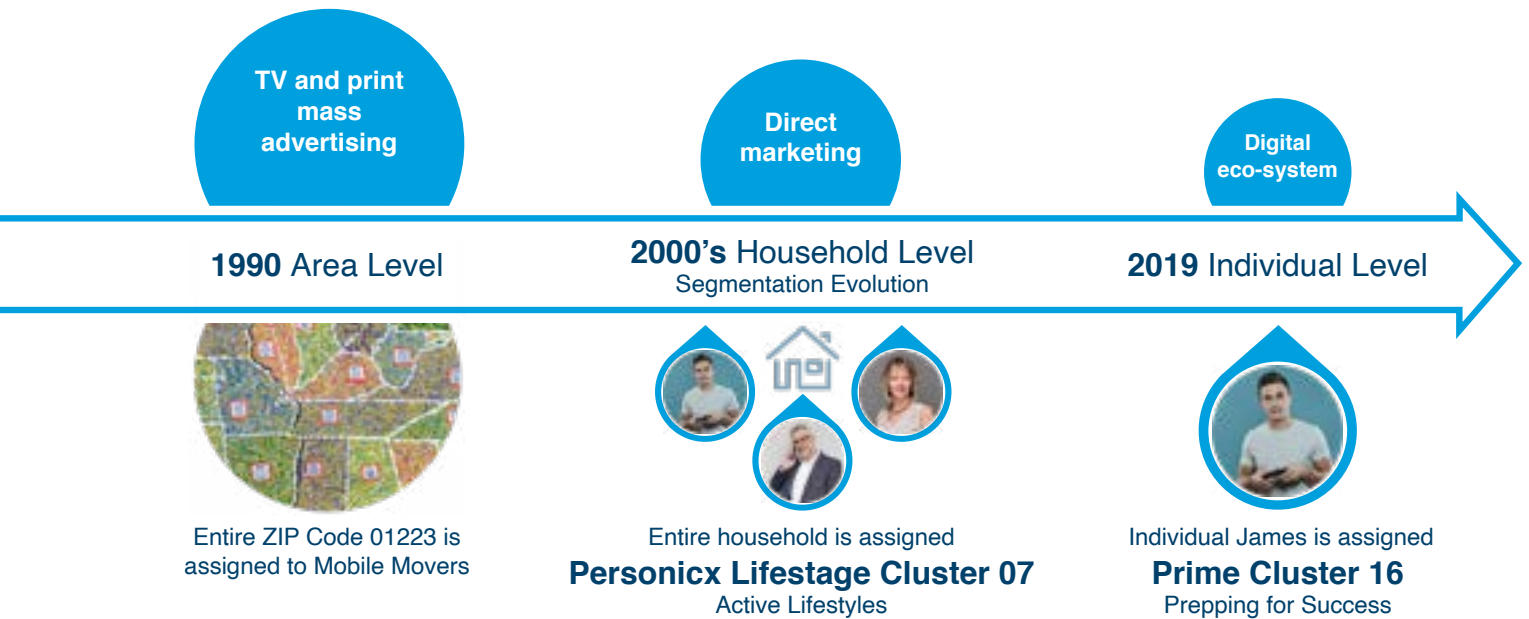 TV and print
mass
advertising
Direct
marketing
Digital
eco-system
1990 Area Level
2000's Household Level
Segmentation Evolution
2019 Individual Level
Entire ZIP Code 01223 is
assigned to Mobile Movers
Entire household is assigned
Personicx Lifestage Cluster 07
Active Lifestyles
Individual James is assigned
Prime Cluster 16
Prepping for Success